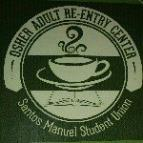 OSHER ADULT RE-ENTRY CENTER
Santos Manuel Student Union